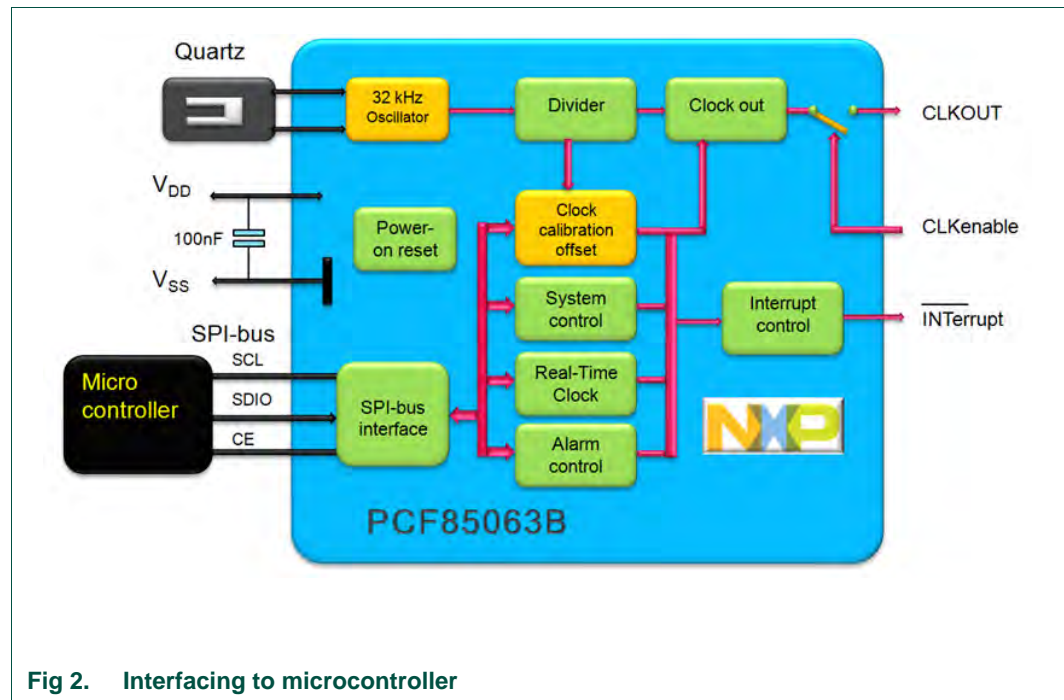 Quartz
32 kHz
Oscillator
Divider
Clock out
CLKOUT
VDD
100nF
VSS
Power-
on reset
Clock
calibration
offset
CLKenable
System
control
Interrupt
control
INTerrupt
SPI-bus
SCL
SDIO
CE
Micro
controller
SPI-bus
interface
Real-Time
Clock
Alarm
control
NXP
PCF85063B
Fig 2. Interfacing to microcontroller